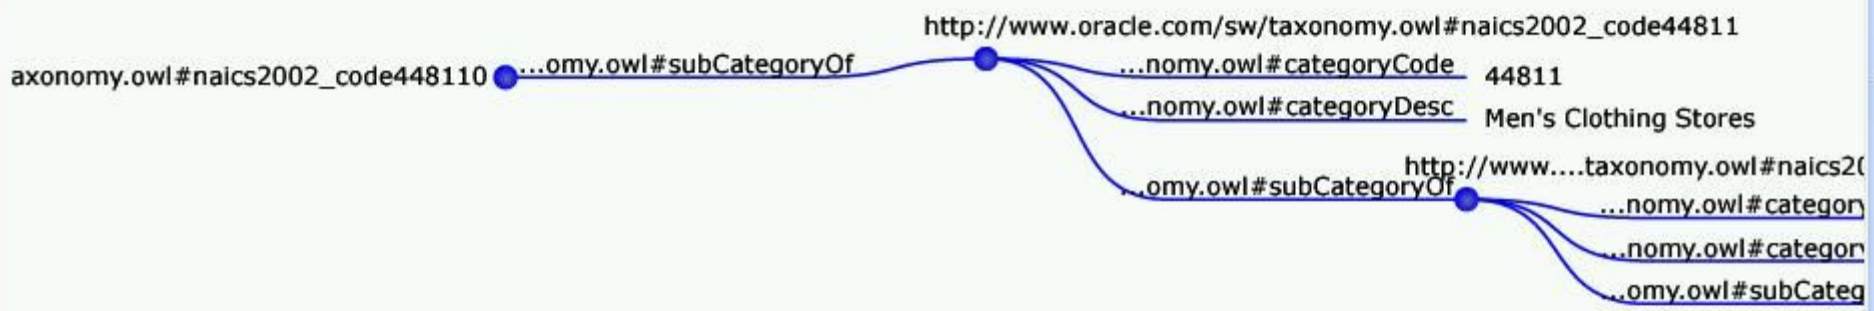 http://www.oracle.com/sw/taxonomy.owl#naics2002_code44811
axonomy.owl#naics2002_code448110 ...omy.owl#subCategoryOf ...nomy.owl#categoryCode 44811
...nomy.owl#categoryDesc Men's Clothing Stores
http://www....taxonomy.owl#naics20
...omy.owl#subCategoryOf
...nomy.owl#category
...nomy.owl#category
...omy.owl#subCateg